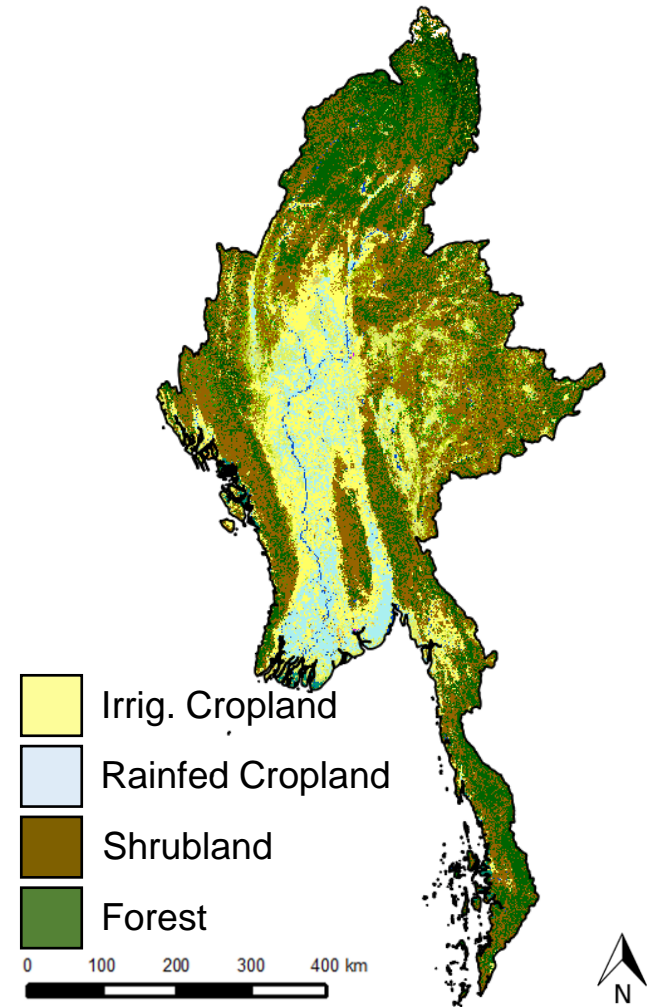 Irrig. Cropland
Rainfed Cropland
Shrubland
Forest
0 100 200 300 400 km
N